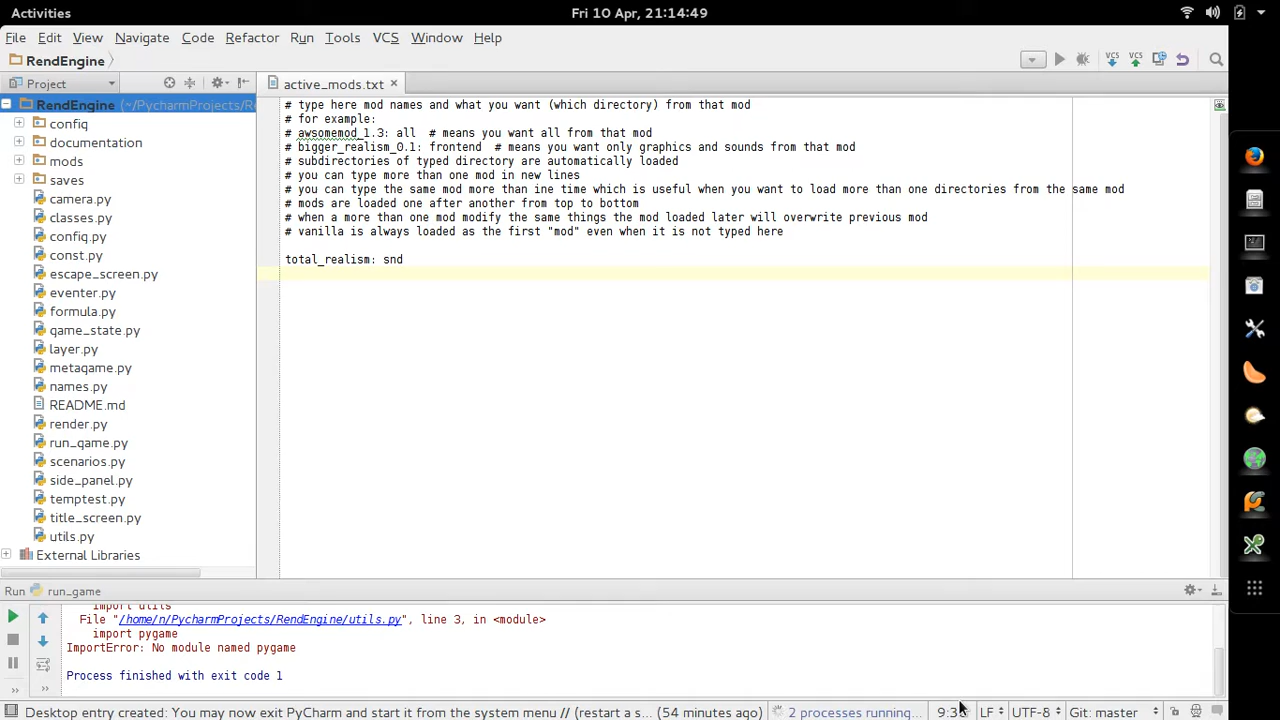 Activities
Fri 10 Apr, 21:14:49
File Edit View Navigate Code Refactor Run Tools VCS Window Help
RendEngine
Project
active_mods.txt
RendEngine (~/PycharmProjects/R
config
documentation
mods
saves
camera.py
classes.py
config.py
const.py
escape_screen.py
eventer.py
formula.py
game_state.py
layer.py
metagame.py
names.py
README.md
render.py
run_game.py
scenarios.py
side_panel.py
temptest.py
title_screen.py
utils.py
External Libraries
# type here mod names and what you want (which directory) from that mod
# for example:
# awsomemod_1.3: all  # means you want all from that mod
# bigger_realism_0.1: frontend  # means you want only graphics and sounds from that mod
# subdirectories of typed directory are automatically loaded
# you can type more than one mod in new lines
# you can type the same mod more than ine time which is useful when you want to load more than one directories from the same mod
# mods are loaded one after another from top to bottom
# when a more than one mod modify the same things the mod loaded later will overwrite previous mod
# vanilla is always loaded as the first "mod" even when it is not typed here
total_realism: snd
Run run_game
import utils
File "/home/n/PycharmProjects/RendEngine/utils.py", line 3, in <module>
import pygame
ImportError: No module named pygame
Process finished with exit code 1
Desktop entry created: You may now exit PyCharm and start it from the system menu // (restart a s... (54 minutes ago)
2 processes running...
LF
UTF-8
Git: master